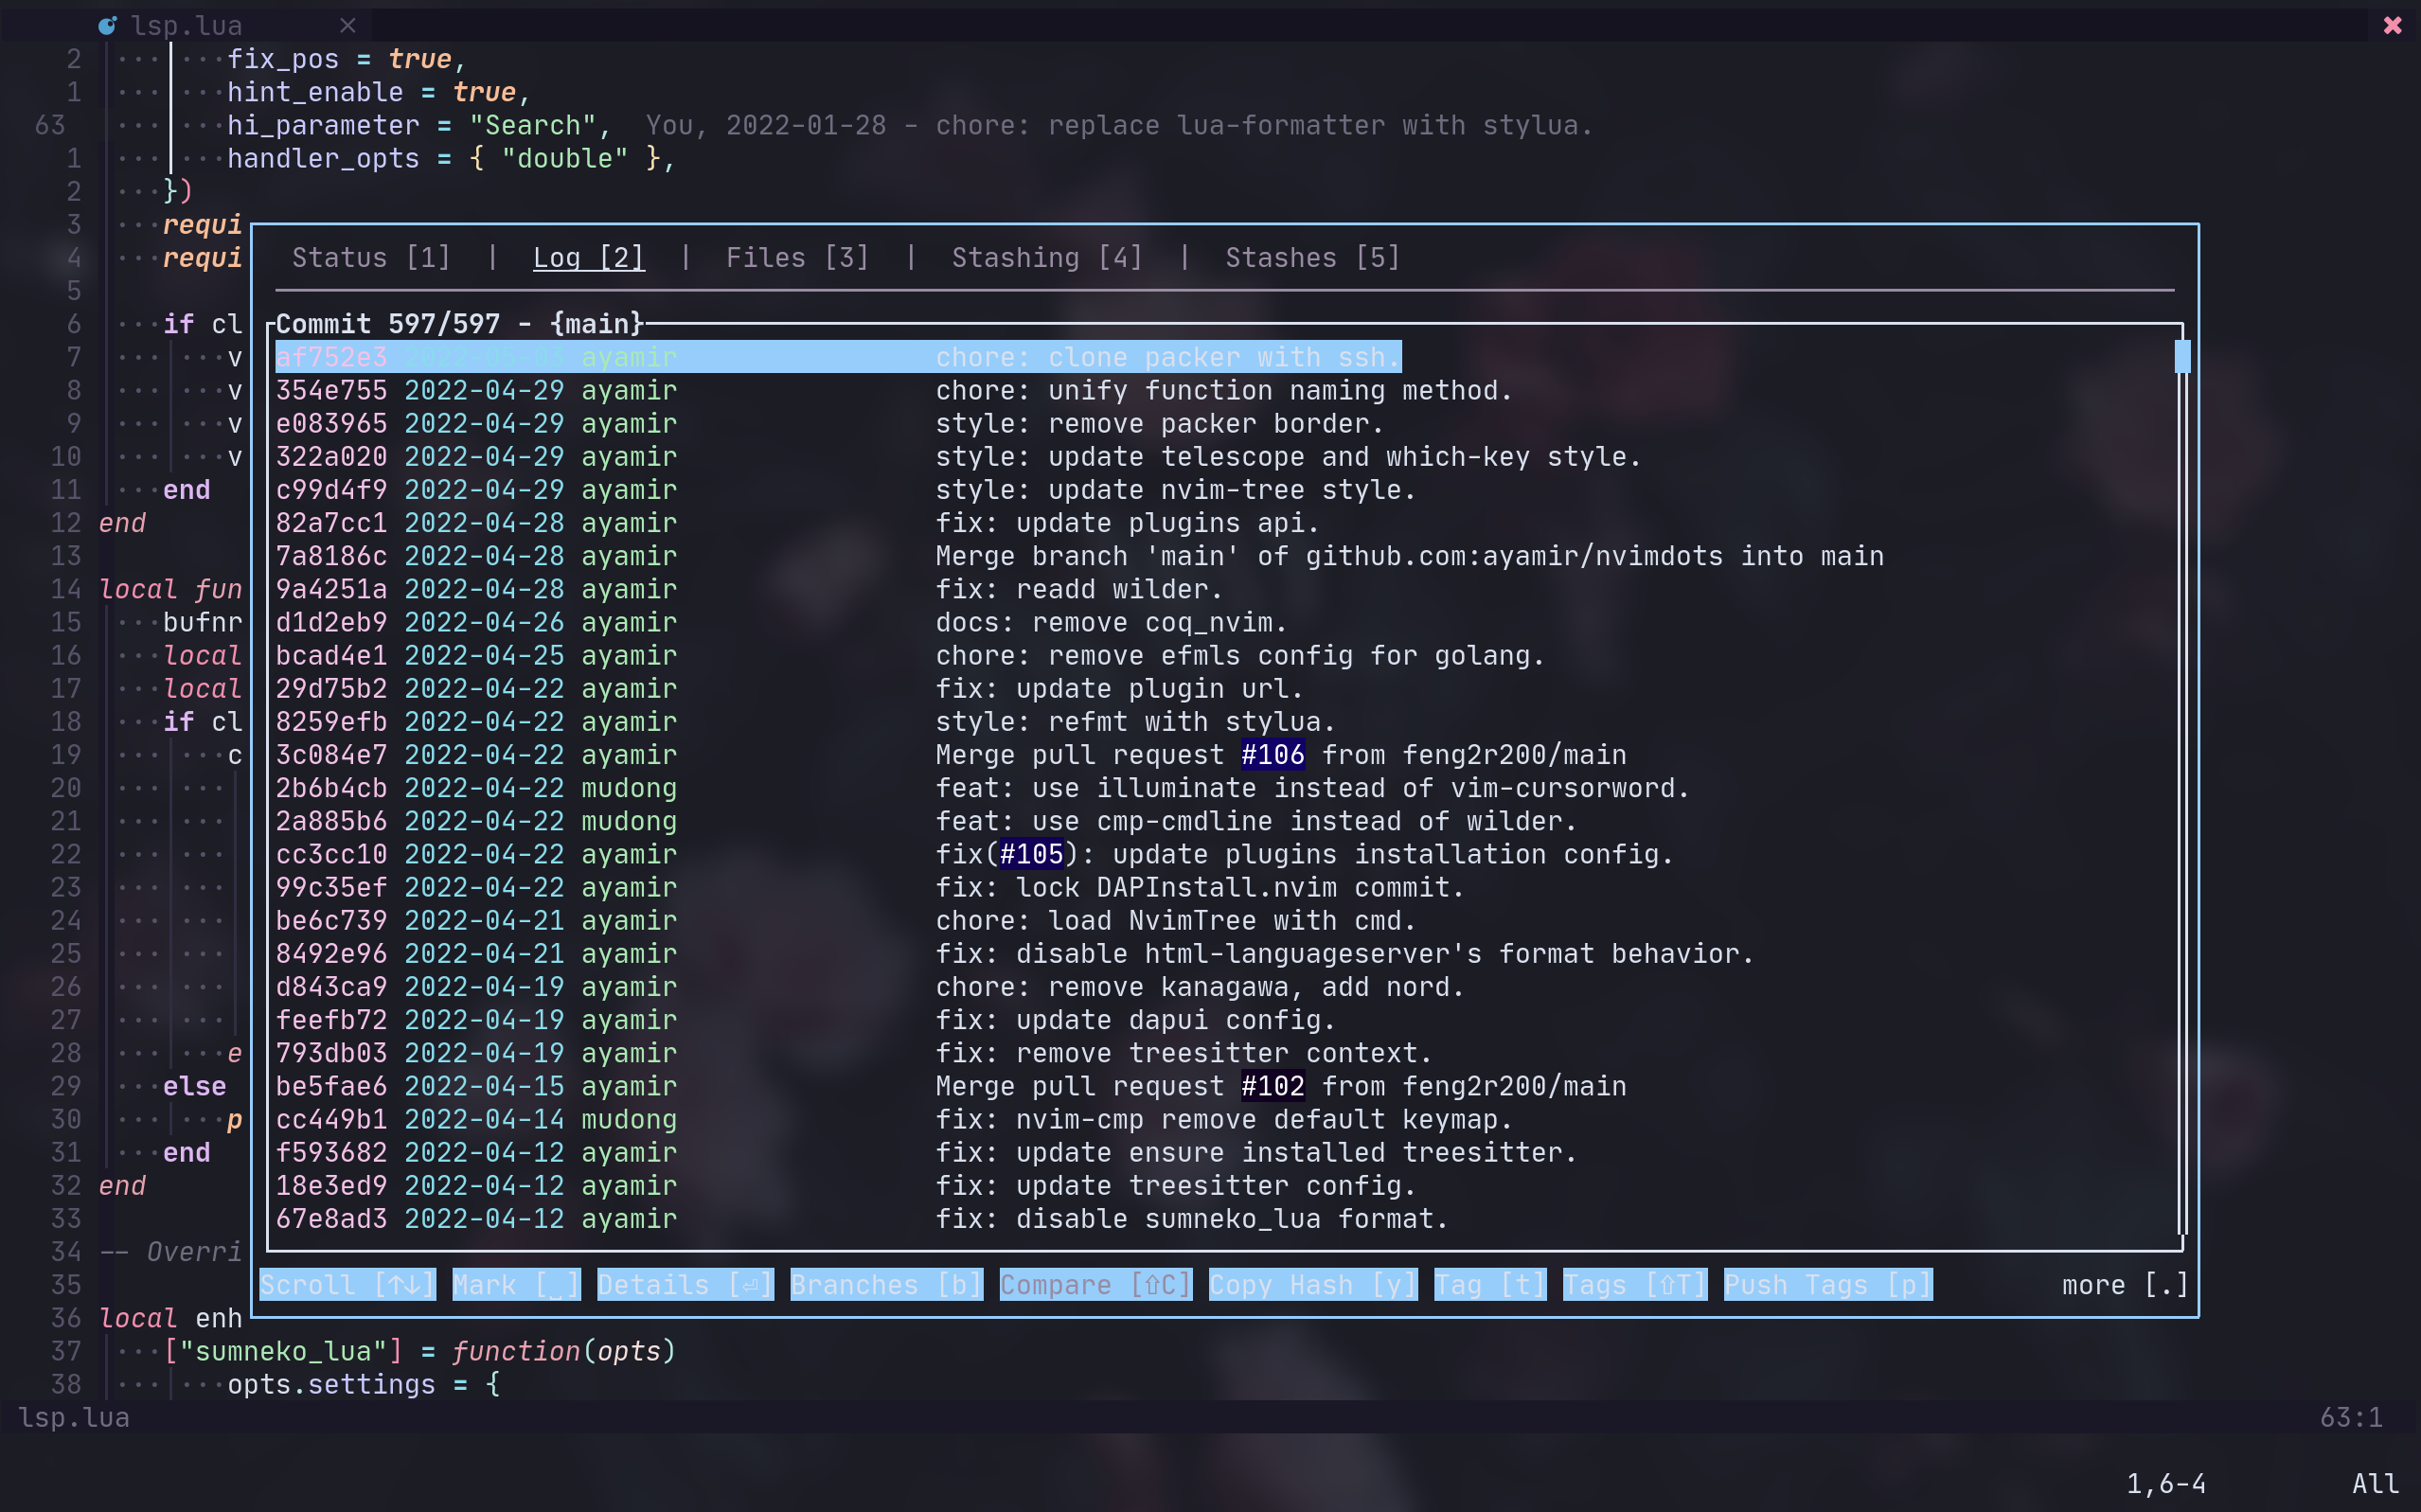 lsp.lua
2 fix_pos = true,
1 hint_enable = true,
63 hi_parameter = "Search", You, 2022-01-28 - chore: replace lua-formatter with stylua.
1 handler_opts = { "double" },
2 })
3 requi
4 requi
5
6 if cl
7 v
8 v
9 v
10 v
11 end
12 end
13
14 local fun
15 bufnr
16 local
17 local
18 if cl
19 c
20
21
22
23
24
25
26
27
28 e
29 else
30 p
31 end
32 end
33
34 -- Overri
35
36 local enh
37 ["sumneko_lua"] = function(opts)
38 opts.settings = {
Status [1] | Log [2] | Files [3] | Stashing [4] | Stashes [5]
Commit 597/597 - {main}
af752e3 2022-05-03 ayamir chore: clone packer with ssh.
354e755 2022-04-29 ayamir chore: unify function naming method.
e083965 2022-04-29 ayamir style: remove packer border.
322a020 2022-04-29 ayamir style: update telescope and which-key style.
c99d4f9 2022-04-29 ayamir style: update nvim-tree style.
82a7cc1 2022-04-28 ayamir fix: update plugins api.
7a8186c 2022-04-28 ayamir Merge branch 'main' of github.com:ayamir/nvimdots into main
9a4251a 2022-04-28 ayamir fix: readd wilder.
d1d2eb9 2022-04-26 ayamir docs: remove coq_nvim.
bcad4e1 2022-04-25 ayamir chore: remove efmls config for golang.
29d75b2 2022-04-22 ayamir fix: update plugin url.
8259efb 2022-04-22 ayamir style: refmt with stylua.
3c084e7 2022-04-22 ayamir Merge pull request #106 from feng2r200/main
2b6b4cb 2022-04-22 mudong feat: use illuminate instead of vim-cursorword.
2a885b6 2022-04-22 mudong feat: use cmp-cmdline instead of wilder.
cc3cc10 2022-04-22 ayamir fix(#105): update plugins installation config.
99c35ef 2022-04-22 ayamir fix: lock DAPInstall.nvim commit.
be6c739 2022-04-21 ayamir chore: load NvimTree with cmd.
8492e96 2022-04-21 ayamir fix: disable html-languageserver's format behavior.
d843ca9 2022-04-19 ayamir chore: remove kanagawa, add nord.
feefb72 2022-04-19 ayamir fix: update dapui config.
793db03 2022-04-19 ayamir fix: remove treesitter context.
be5fae6 2022-04-15 ayamir Merge pull request #102 from feng2r200/main
cc449b1 2022-04-14 mudong fix: nvim-cmp remove default keymap.
f593682 2022-04-12 ayamir fix: update ensure installed treesitter.
18e3ed9 2022-04-12 ayamir fix: update treesitter config.
67e8ad3 2022-04-12 ayamir fix: disable sumneko_lua format.
Scroll [↑↓] Mark [˽] Details [⏎] Branches [b] Compare [⇧C] Copy Hash [y] Tag [t] Tags [⇧T] Push Tags [p] more [.]
lsp.lua 63:1
1,6-4 All